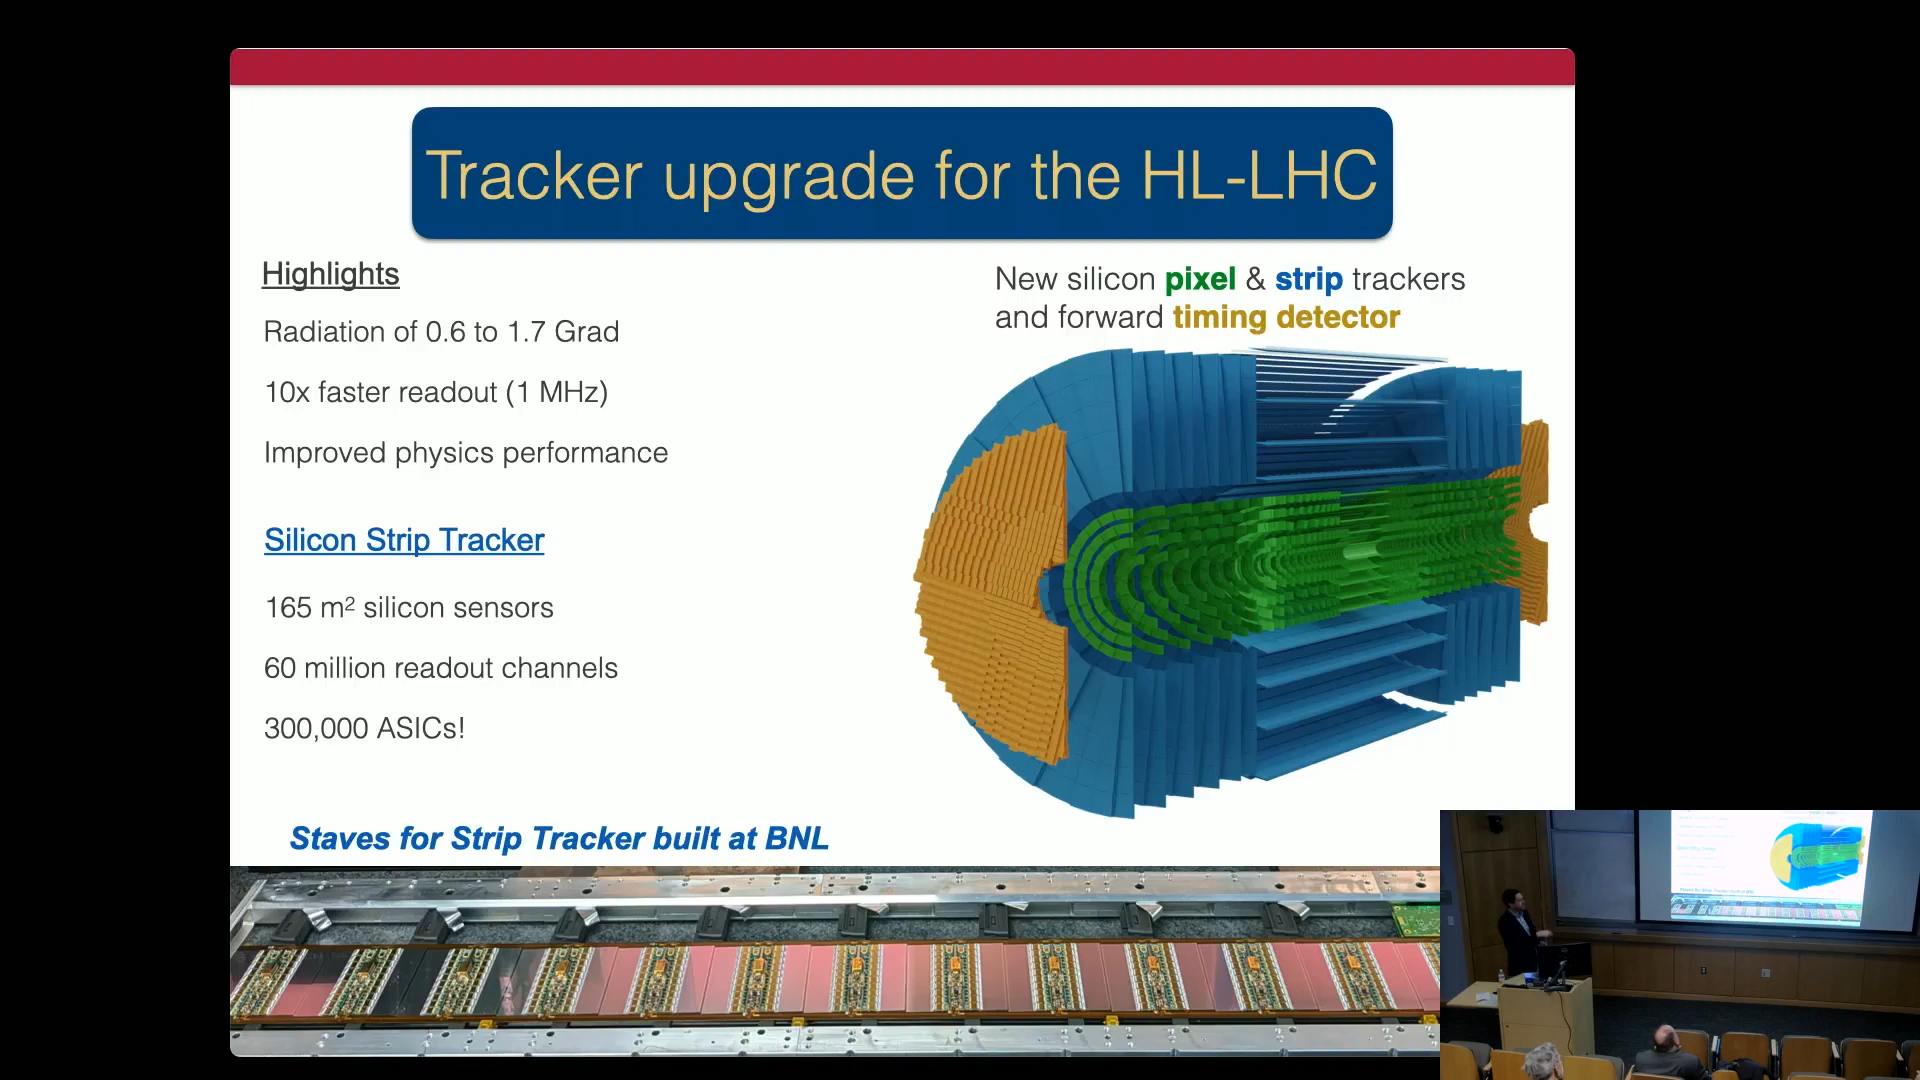 Tracker upgrade for the HL-LHC
Highlights
Radiation of 0.6 to 1.7 Grad
10x faster readout (1 MHz)
Improved physics performance
Silicon Strip Tracker
165 m² silicon sensors
60 million readout channels
300,000 ASICs!
Staves for Strip Tracker built at BNL
New silicon pixel & strip trackers
and forward timing detector